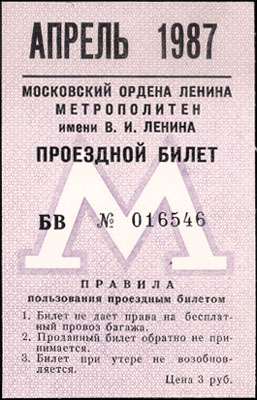 АПРЕЛЬ 1987
МОСКОВСКИЙ ОРДЕНА ЛЕНИНА
МЕТРОПОЛИТЕН
имени В. И. ЛЕНИНА
ПРОЕЗДНОЙ БИЛЕТ
М
БВ № 016546
ПРАВИЛА
пользования проездным билетом
1. Билет не дает права на бесплат-
ный провоз багажа.
2. Проданный билет обратно не при-
нимается.
3. Билет при утере не возобнов-
ляется.
Цена 3 руб.